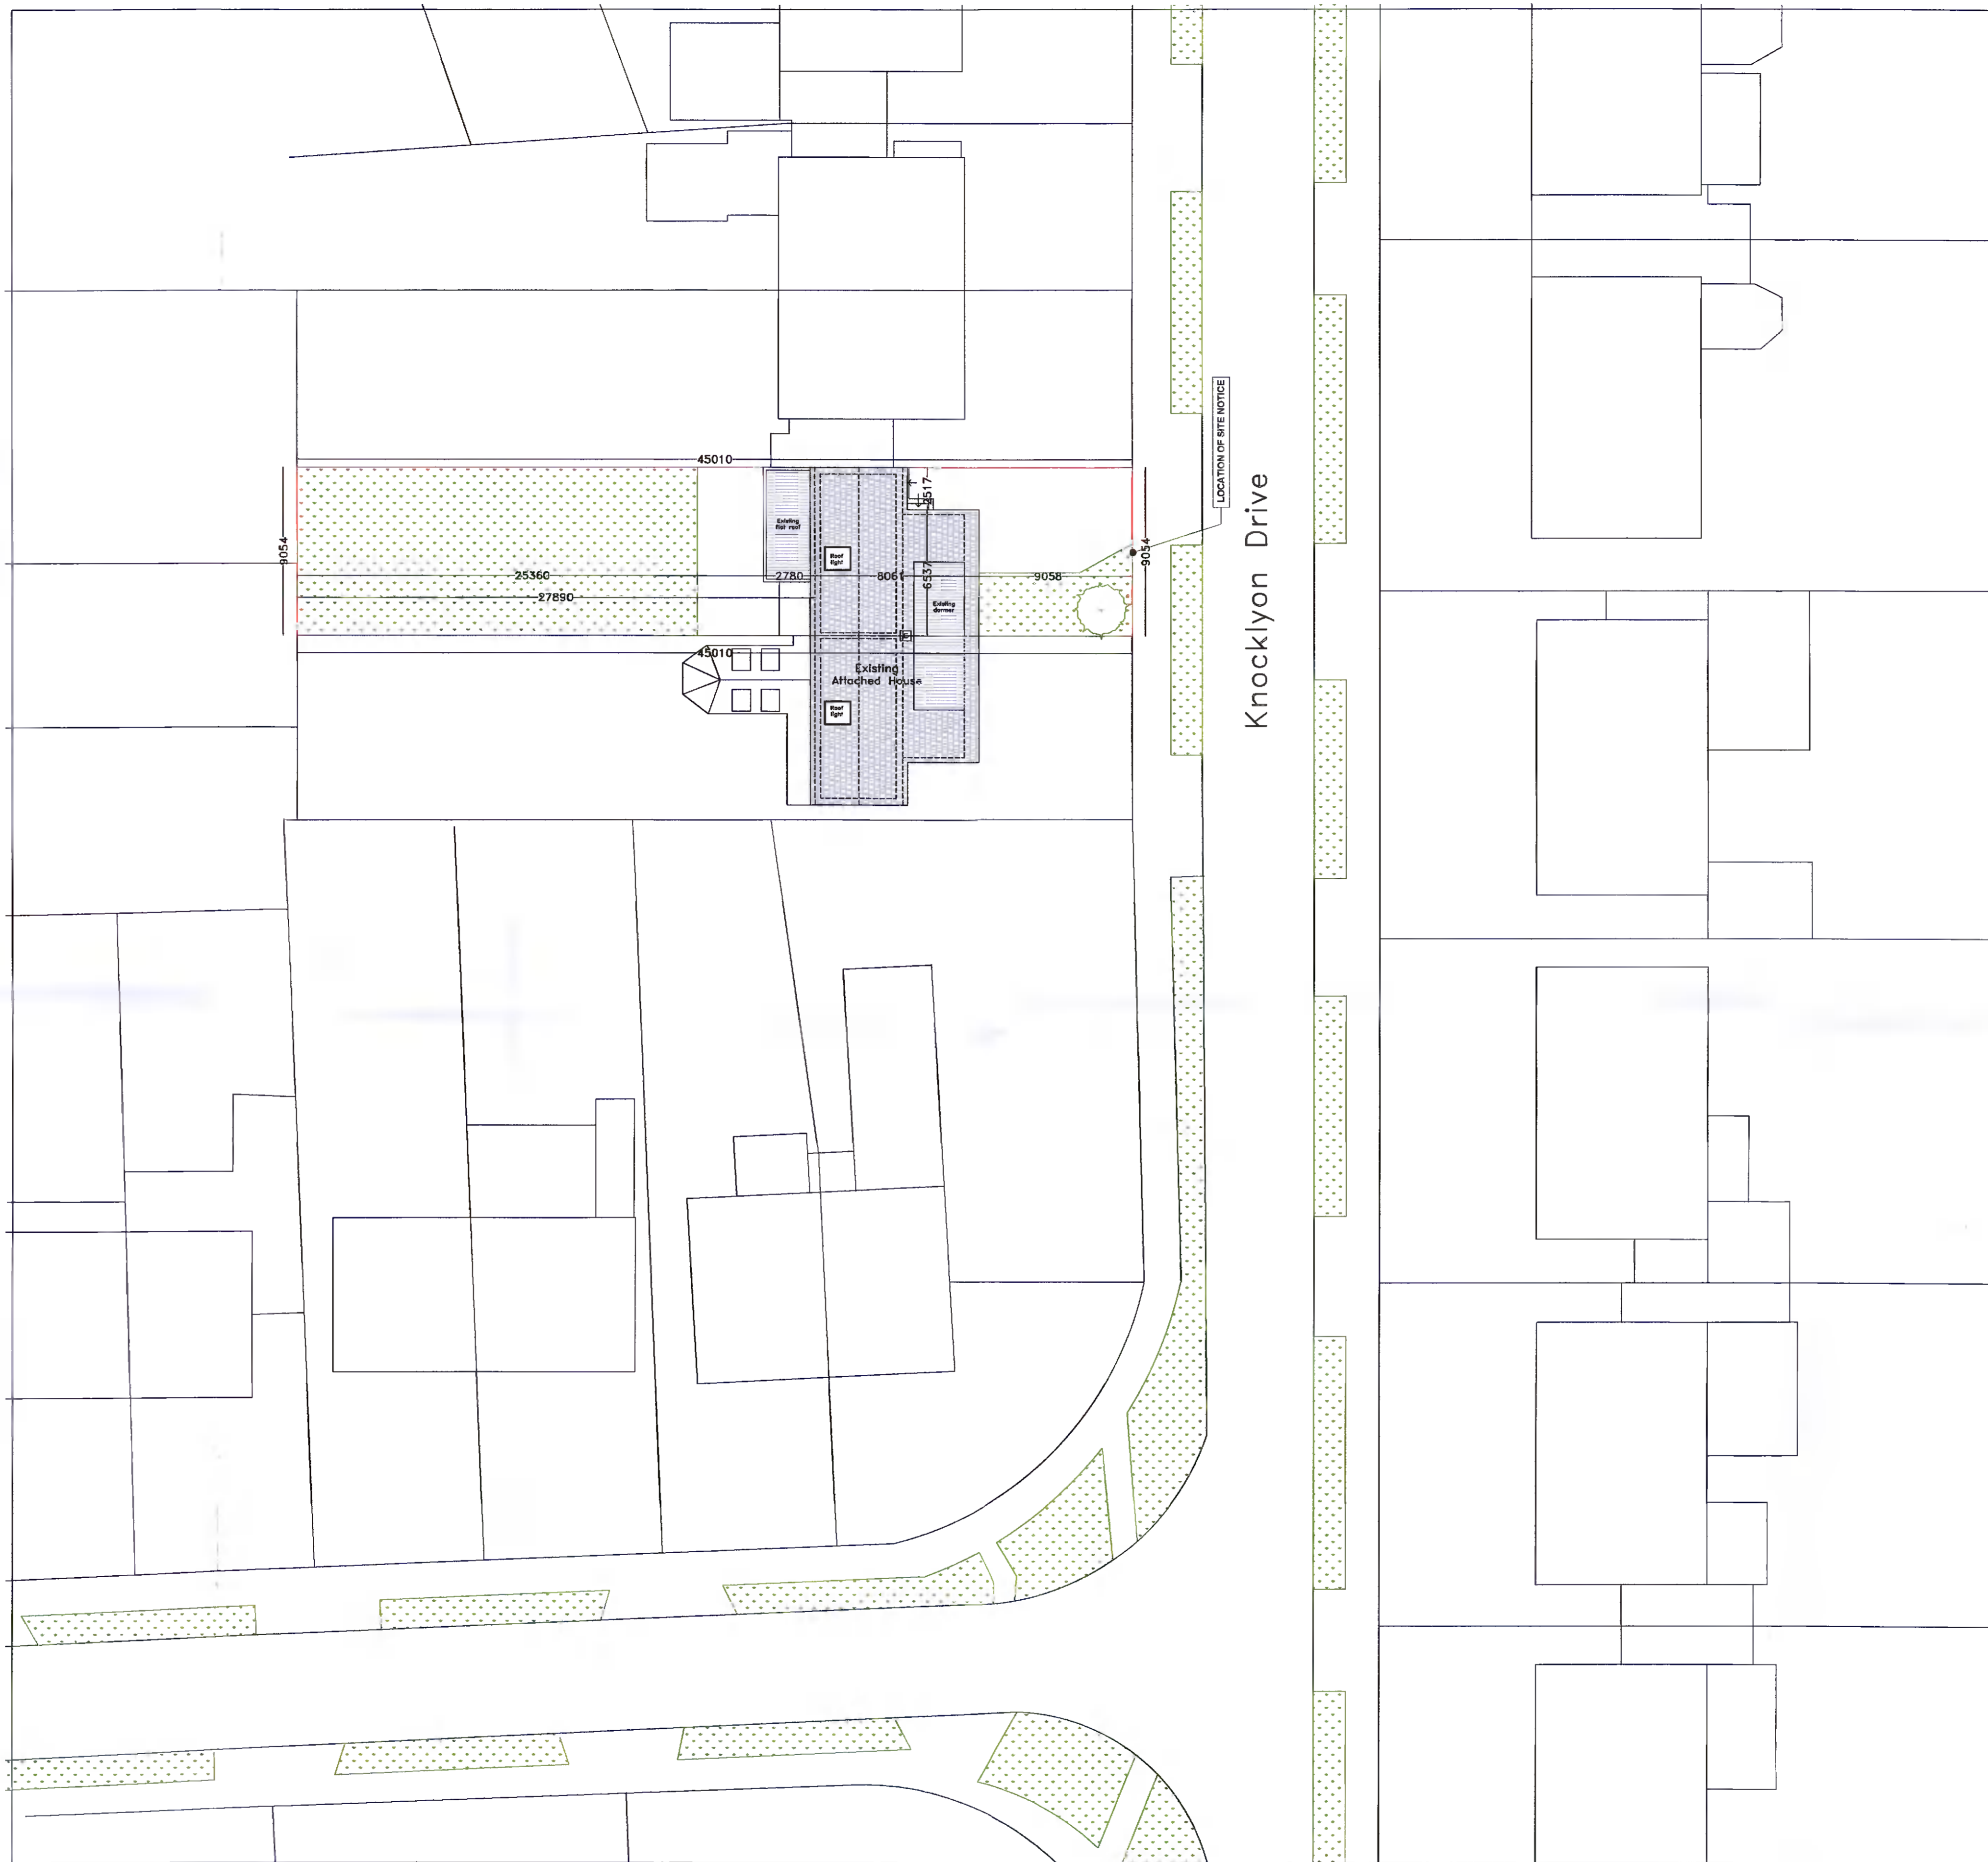 LOCATION OF SITE NOTICE
Knocklyon Drive
45010
9054
9054
Existing
flat roof
Roof
light
2517
6537
25360
2780
8061
9058
27890
Existing
dormer
45010
Existing
Attached House
Roof
light